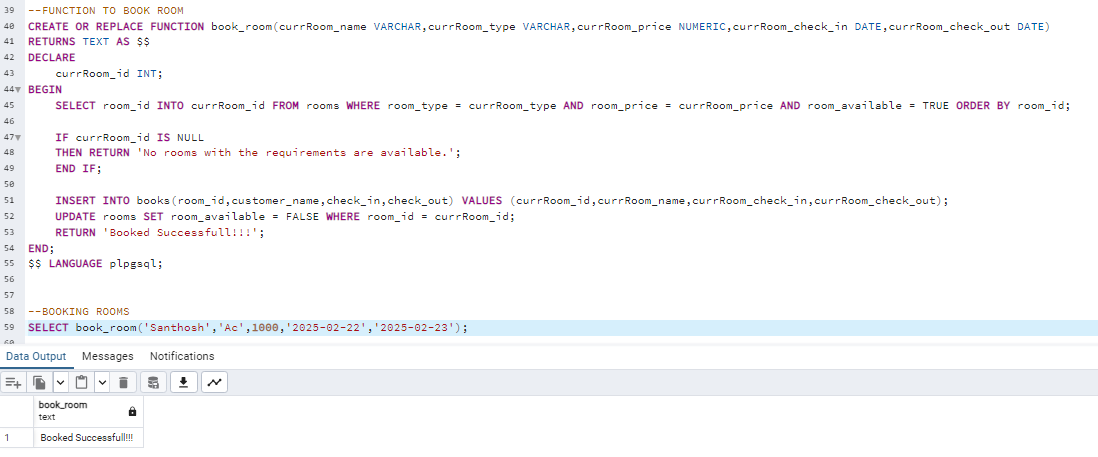 39 --FUNCTION TO BOOK ROOM
40 CREATE OR REPLACE FUNCTION book_room(currRoom_name VARCHAR,currRoom_type VARCHAR,currRoom_price NUMERIC,currRoom_check_in DATE,currRoom_check_out DATE)
41 RETURNS TEXT AS $$
42 DECLARE
43 currRoom_id INT;
44 BEGIN
45 SELECT room_id INTO currRoom_id FROM rooms WHERE room_type = currRoom_type AND room_price = currRoom_price AND room_available = TRUE ORDER BY room_id;
46
47 IF currRoom_id IS NULL
48 THEN RETURN 'No rooms with the requirements are available.';
49 END IF;
50
51 INSERT INTO books(room_id,customer_name,check_in,check_out) VALUES (currRoom_id,currRoom_name,currRoom_check_in,currRoom_check_out);
52 UPDATE rooms SET room_available = FALSE WHERE room_id = currRoom_id;
53 RETURN 'Booked Successfull!!!';
54 END;
55 $$ LANGUAGE plpgsql;
56
57
58 --BOOKING ROOMS
59 SELECT book_room('Santhosh','Ac',1000,'2025-02-22','2025-02-23');
60
Data Output Messages Notifications
book_room
text
1 Booked Successfull!!!